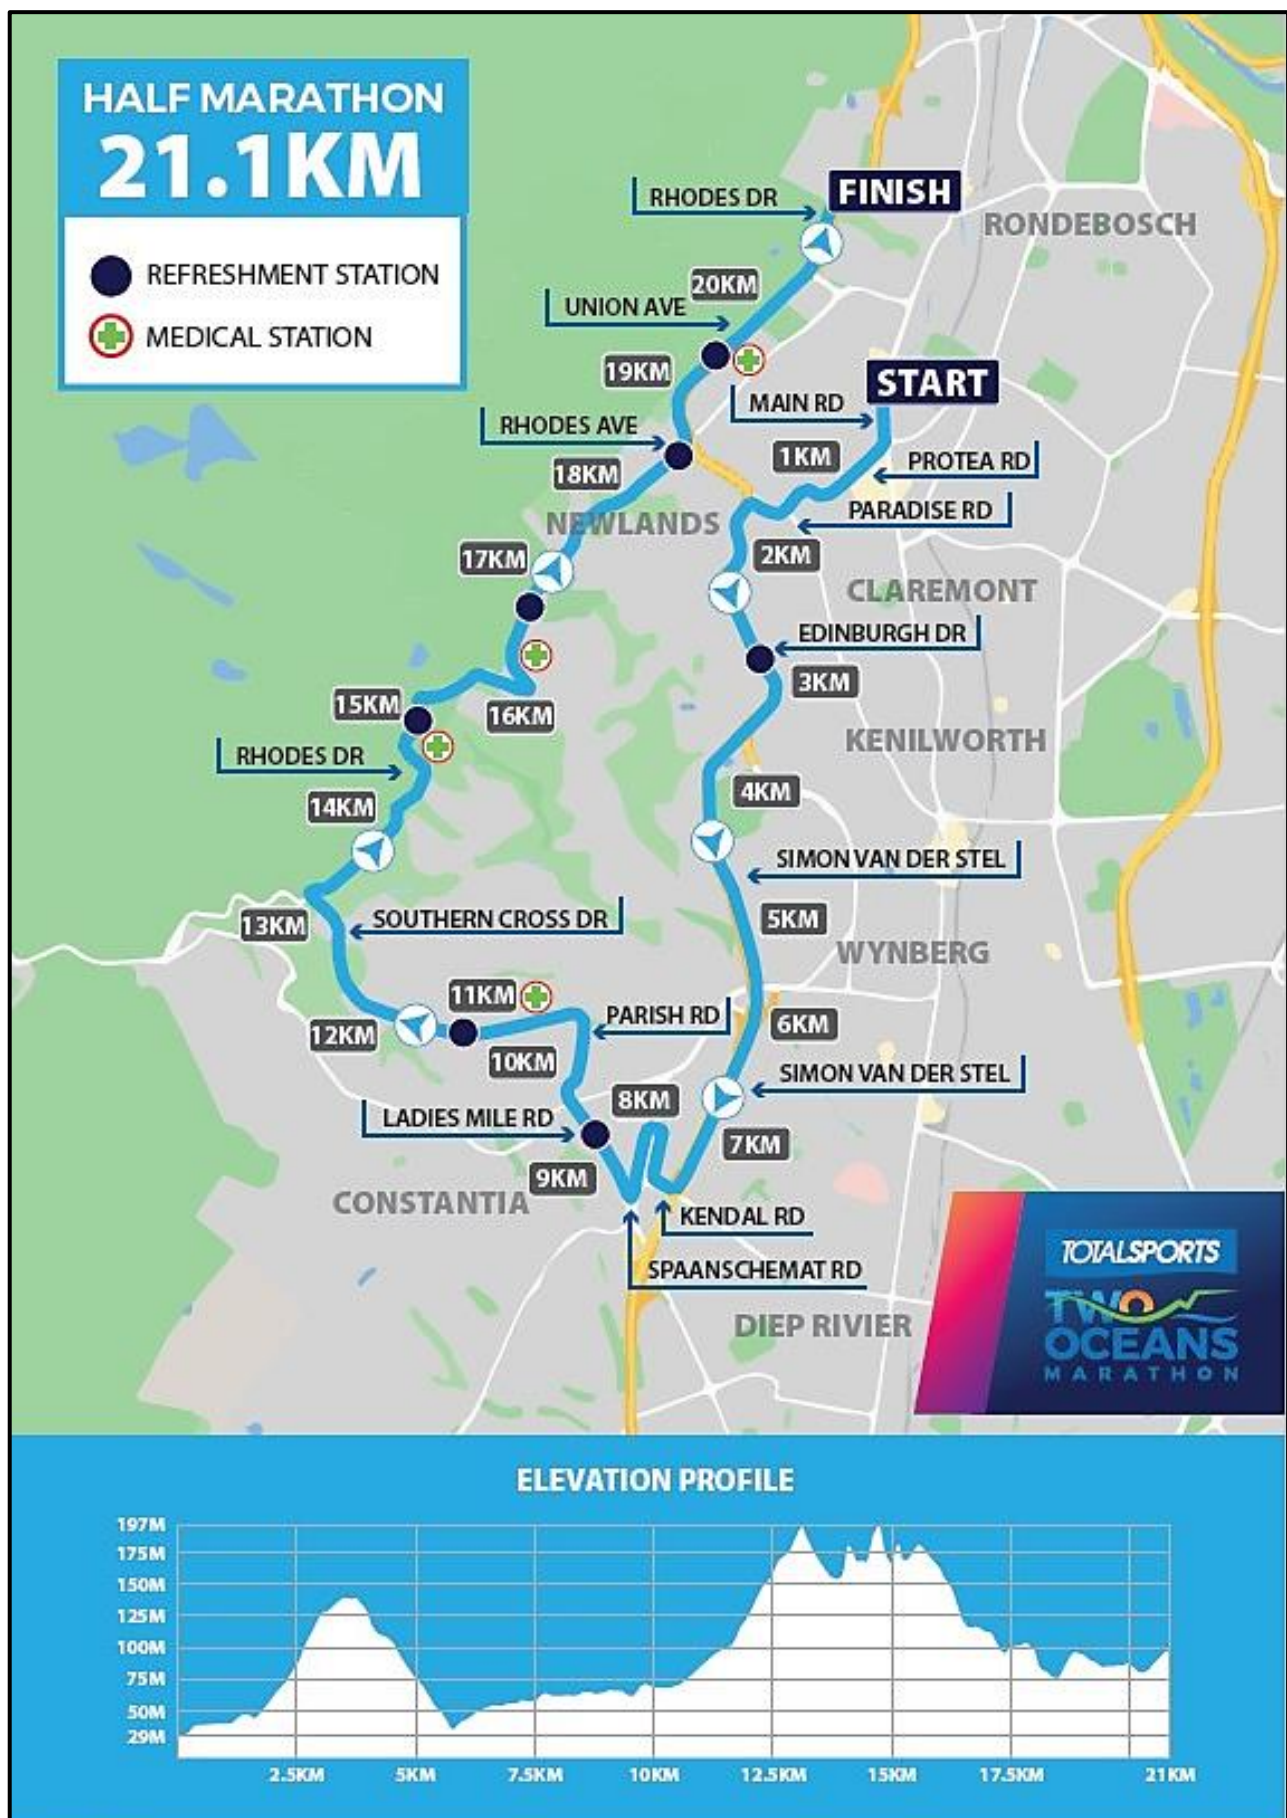 HALF MARATHON
21.1KM
REFRESHMENT STATION
MEDICAL STATION
RHODES DR
FINISH
RONDEBOSCH
20KM
UNION AVE
19KM
START
MAIN RD
RHODES AVE
1KM
PROTEA RD
18KM
PARADISE RD
NEWLANDS
17KM
2KM
CLAREMONT
EDINBURGH DR
3KM
15KM
16KM
KENILWORTH
RHODES DR
14KM
4KM
SIMON VAN DER STEL
13KM
SOUTHERN CROSS DR
5KM
WYNBERG
11KM
PARISH RD
6KM
12KM
10KM
SIMON VAN DER STEL
8KM
LADIES MILE RD
7KM
9KM
CONSTANTIA
KENDAL RD
SPAANSCHEMAT RD
DIEP RIVIER
TOTALSPORTS
TWO
OCEANS
MARATHON
ELEVATION PROFILE
197M
175M
150M
125M
100M
75M
50M
29M
2.5KM 5KM 7.5KM 10KM 12.5KM 15KM 17.5KM 21KM